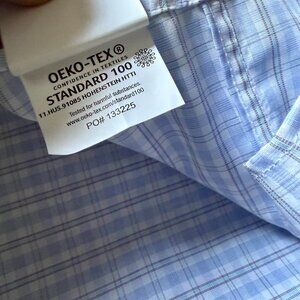 OEKO-TEX®
CONFIDENCE IN TEXTILES
STANDARD 100
11.HUS.91085 HOHENSTEIN HTTI
Tested for harmful substances
www.oeko-tex.com/standard100
PO# 133225